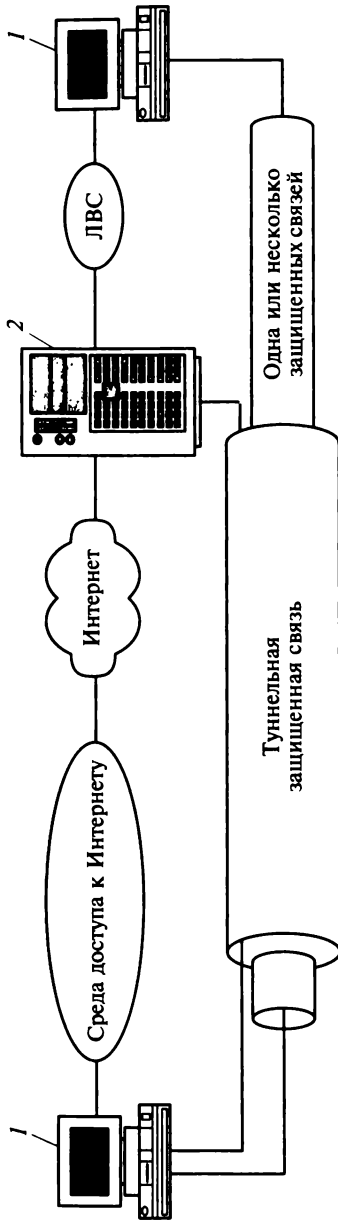 1
Среда доступа к Интернету
Интернет
2
ЛВС
1
Туннельная
защищенная связь
Одна или несколько
защищенных связей